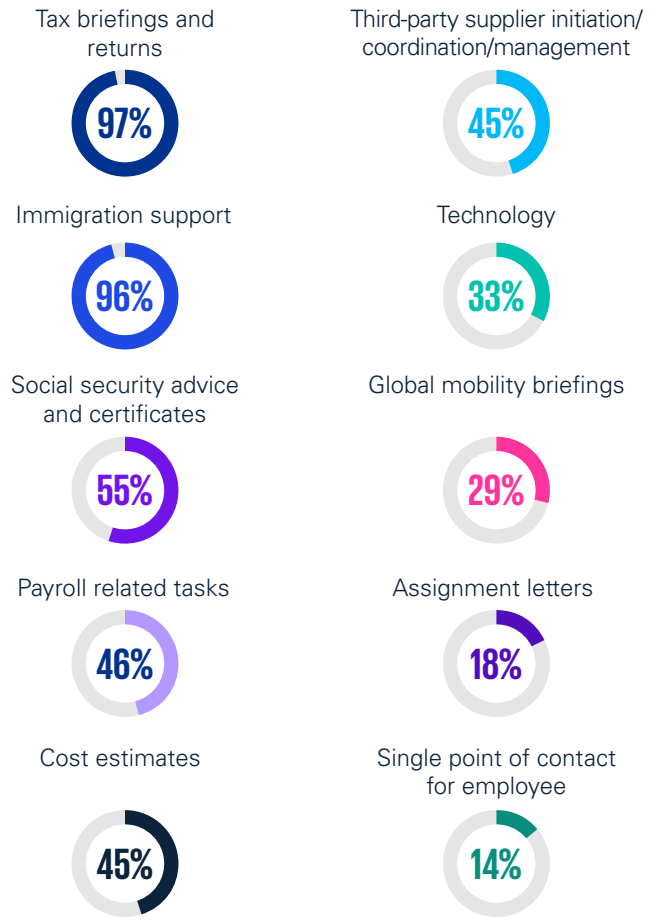 Tax briefings and
returns
97%
Third-party supplier initiation/
coordination/management
45%
Immigration support
96%
Technology
33%
Social security advice
and certificates
55%
Global mobility briefings
29%
Payroll related tasks
46%
Assignment letters
18%
Cost estimates
45%
Single point of contact
for employee
14%